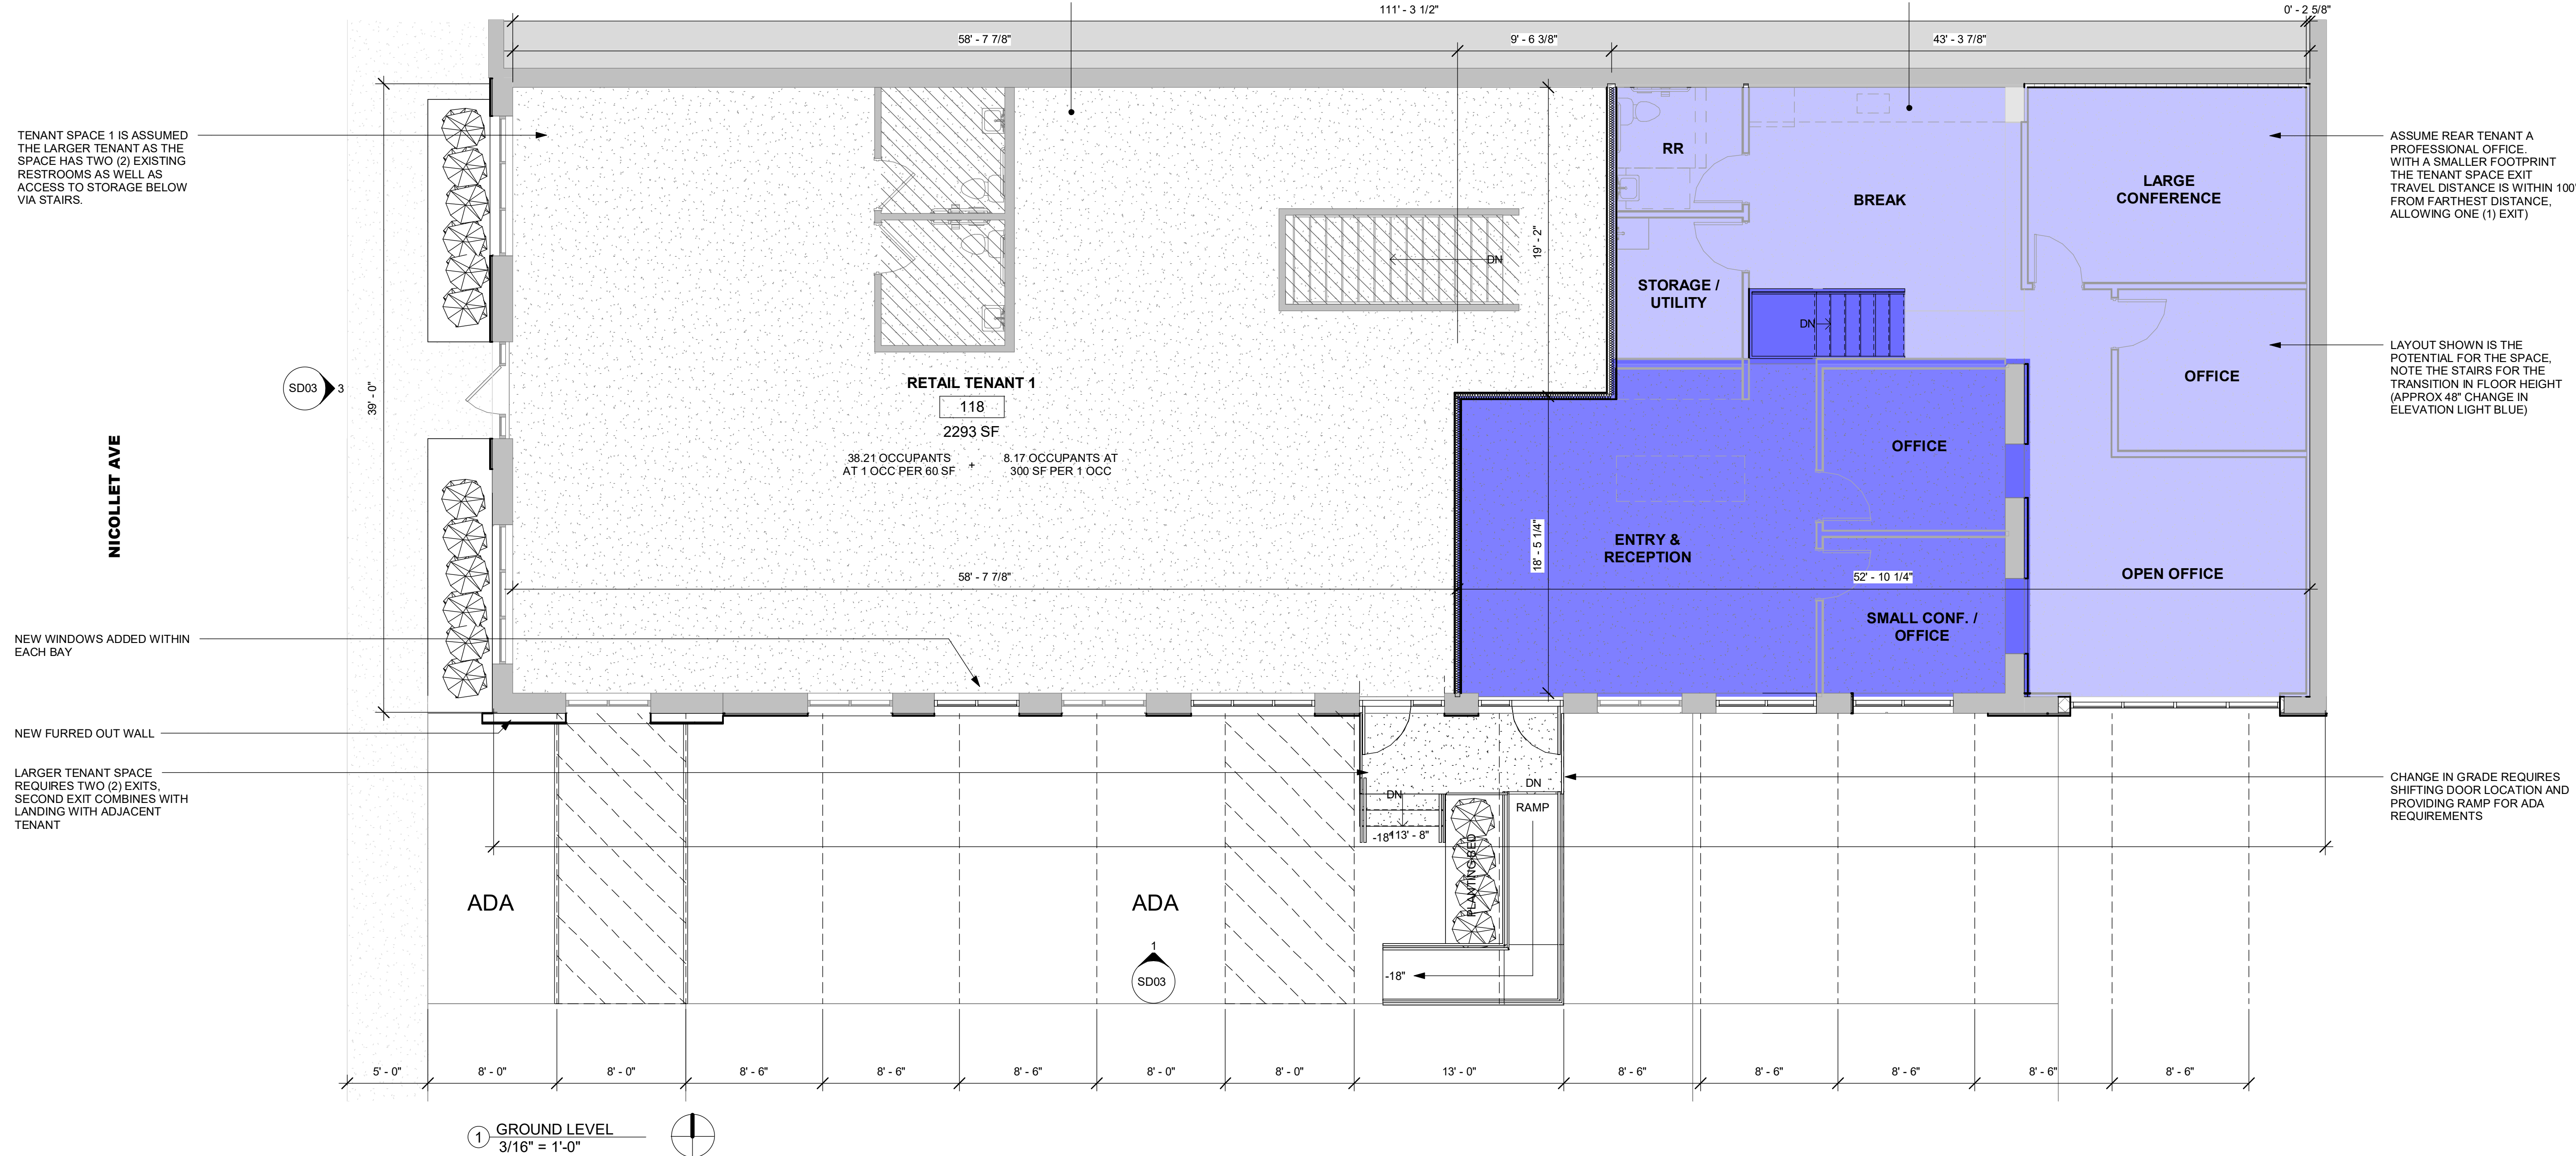 111' - 3 1/2"
0' - 2 5/8"
58' - 7 7/8"
9' - 6 3/8"
43' - 3 7/8"
TENANT SPACE 1 IS ASSUMED
THE LARGER TENANT AS THE
SPACE HAS TWO (2) EXISTING
RESTROOMS AS WELL AS
ACCESS TO STORAGE BELOW
VIA STAIRS.
ASSUME REAR TENANT A
PROFESSIONAL OFFICE.
WITH A SMALLER FOOTPRINT
THE TENANT SPACE EXIT
TRAVEL DISTANCE IS WITHIN 100'
FROM FARTHEST DISTANCE,
ALLOWING ONE (1) EXIT)
RR
BREAK
LARGE
CONFERENCE
19' - 2"
DN
STORAGE /
UTILITY
DN
LAYOUT SHOWN IS THE
POTENTIAL FOR THE SPACE,
NOTE THE STAIRS FOR THE
TRANSITION IN FLOOR HEIGHT
(APPROX 48" CHANGE IN
ELEVATION LIGHT BLUE)
OFFICE
SD03
3
39' - 0"
RETAIL TENANT 1
118
2293 SF
38.21 OCCUPANTS
AT 1 OCC PER 60 SF
+
8.17 OCCUPANTS AT
300 SF PER 1 OCC
NICOLLET AVE
OFFICE
ENTRY &
RECEPTION
18' - 5 1/4"
58' - 7 7/8"
52' - 10 1/4"
OPEN OFFICE
SMALL CONF. /
OFFICE
NEW WINDOWS ADDED WITHIN
EACH BAY
NEW FURRED OUT WALL
LARGER TENANT SPACE
REQUIRES TWO (2) EXITS,
SECOND EXIT COMBINES WITH
LANDING WITH ADJACENT
TENANT
CHANGE IN GRADE REQUIRES
SHIFTING DOOR LOCATION AND
PROVIDING RAMP FOR ADA
REQUIREMENTS
DN
DN
RAMP
-18"
113' - 8"
PLANTING BED
ADA
ADA
1
SD03
-18"
5' - 0"
8' - 0"
8' - 0"
8' - 6"
8' - 6"
8' - 6"
8' - 0"
8' - 0"
13' - 0"
8' - 6"
8' - 6"
8' - 6"
8' - 6"
8' - 6"
1
GROUND LEVEL
3/16" = 1'-0"